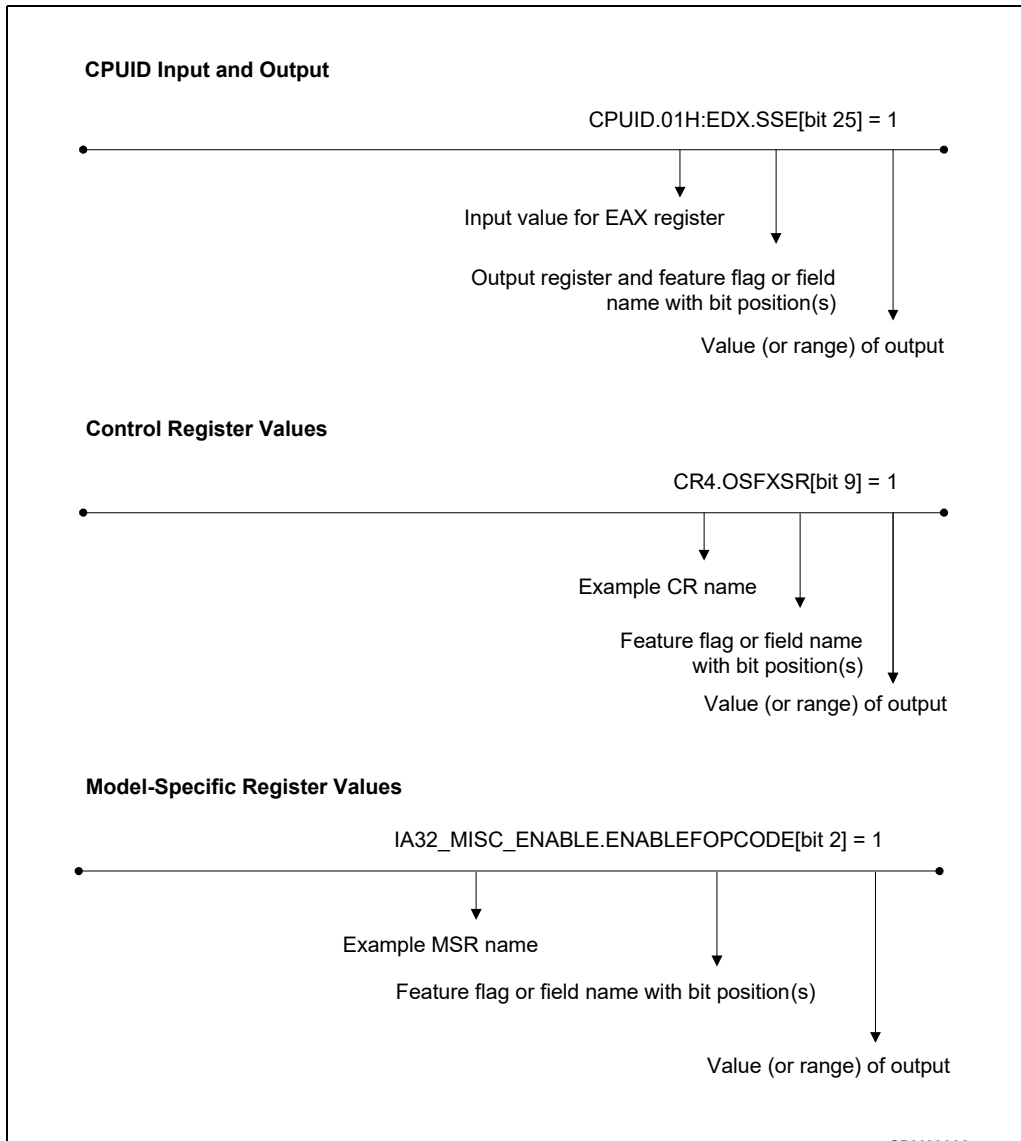 CPUID Input and Output
CPUID.01H:EDX.SSE[bit 25] = 1
Input value for EAX register
Output register and feature flag or field
name with bit position(s)
Value (or range) of output
Control Register Values
CR4.OSFXSR[bit 9] = 1
Example CR name
Feature flag or field name
with bit position(s)
Value (or range) of output
Model-Specific Register Values
IA32_MISC_ENABLE.ENABLEFOPCODE[bit 2] = 1
Example MSR name
Feature flag or field name with bit position(s)
Value (or range) of output